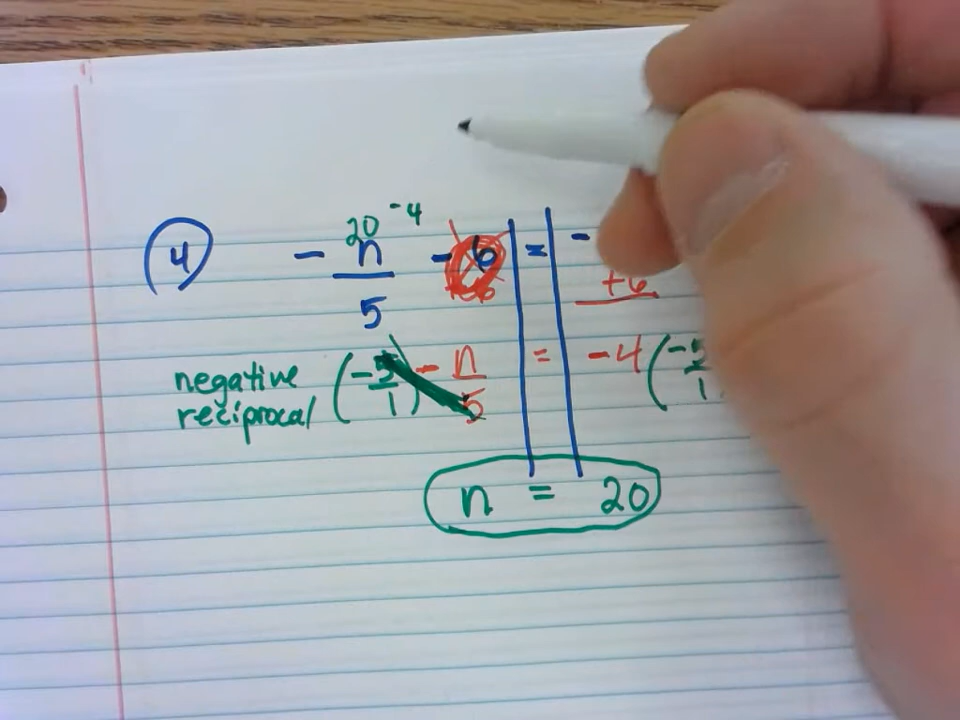 20 -4
4 - n - 6 = -
5 +6
negative (-5) - n = -4 (-5
reciprocal 1 5 1
n = 20